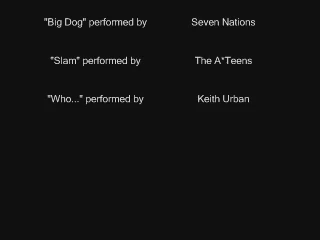 "Big Dog" performed by Seven Nations
"Slam" performed by The A*Teens
"Who..." performed by Keith Urban